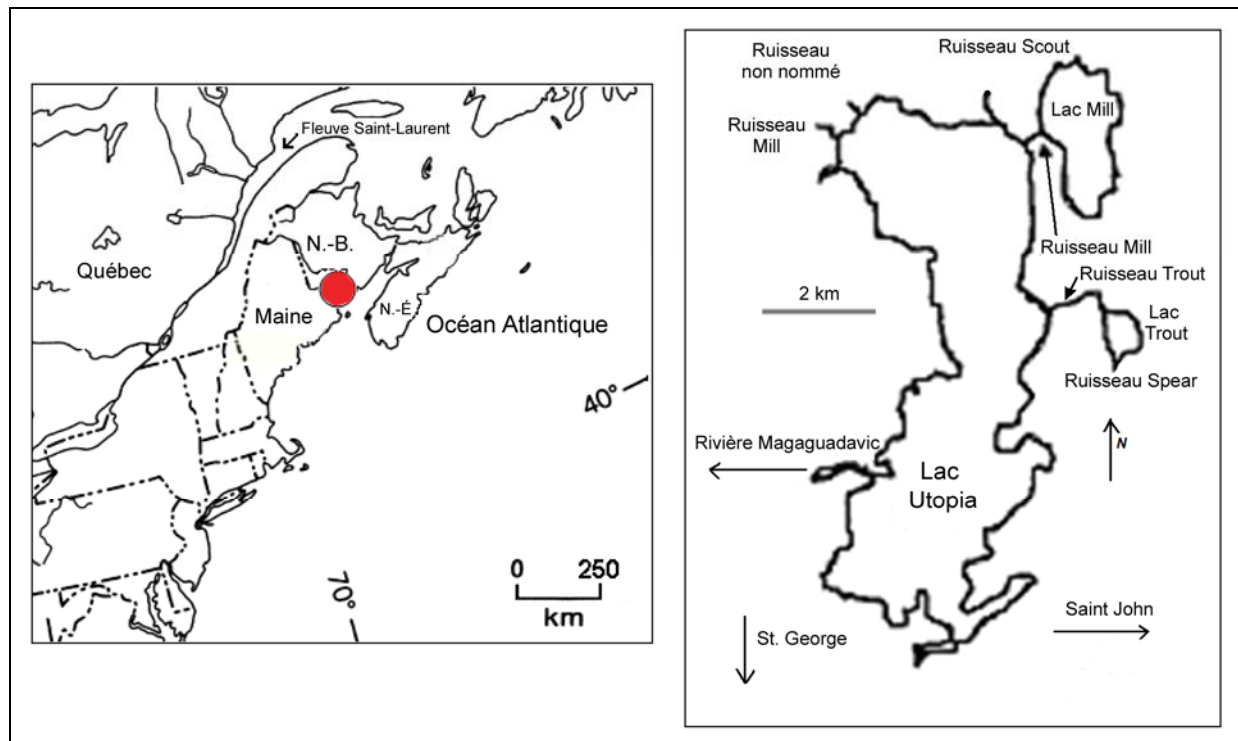 Fleuve Saint-Laurent
N.-B.
Québec
N.-É
Maine
Océan Atlantique
40°
70°
0 250
km
Ruisseau
non nommé
Ruisseau Scout
Lac Mill
Ruisseau
Mill
Ruisseau Mill
Ruisseau Trout
2 km
Lac
Trout
Ruisseau Spear
N
Rivière Magaguadavic
Lac
Utopia
Saint John
St. George